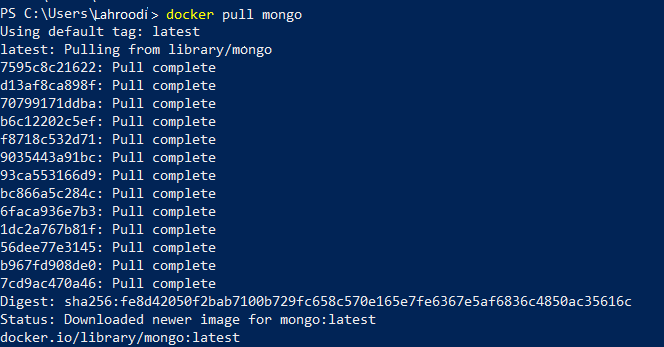 PS C:\Users\Lahroodi> docker pull mongo
Using default tag: latest
latest: Pulling from library/mongo
7595c8c21622: Pull complete
d13af8ca898f: Pull complete
70799171ddba: Pull complete
b6c12202c5ef: Pull complete
f8718c532d71: Pull complete
9035443a91bc: Pull complete
93ca553166d9: Pull complete
bc866a5c284c: Pull complete
6faca936e7b3: Pull complete
1dc2a767b81f: Pull complete
56dee77e3145: Pull complete
b967fd908de0: Pull complete
7cd9ac470a46: Pull complete
Digest: sha256:fe8d42050f2bab7100b729fc658c570e165e7fe6367e5af6836c4850ac35616c
Status: Downloaded newer image for mongo:latest
docker.io/library/mongo:latest